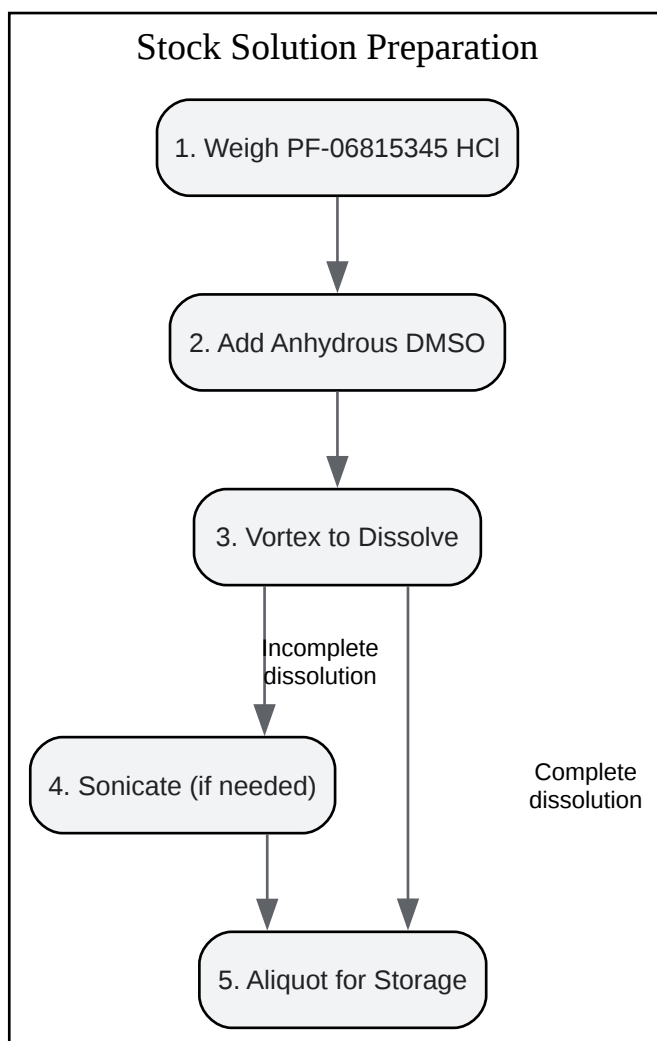 Stock Solution Preparation
1. Weigh PF-06815345 HCl
2. Add Anhydrous DMSO
3. Vortex to Dissolve
Incomplete
dissolution
4. Sonicate (if needed)
Complete
dissolution
5. Aliquot for Storage